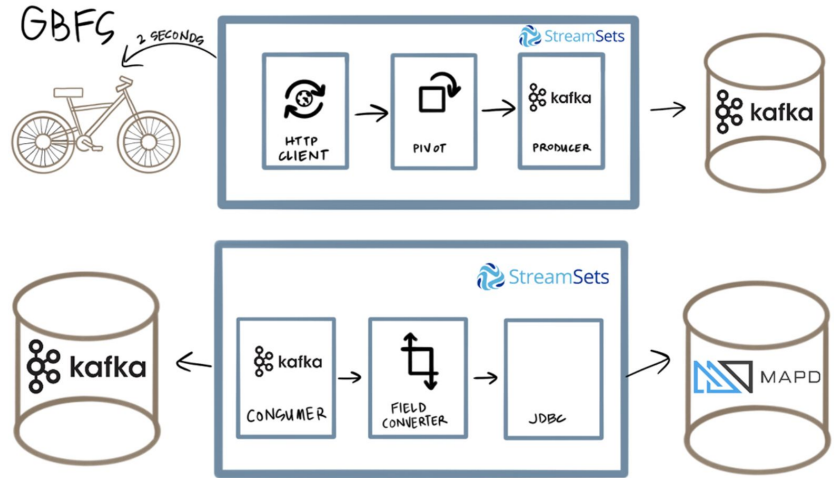 GBFS
2 SECONDS
StreamSets
HTTP
CLIENT
PIVOT
kafka
PRODUCER
kafka
StreamSets
kafka
kafka
CONSUMER
FIELD
CONVERTER
JDBC
MAPD